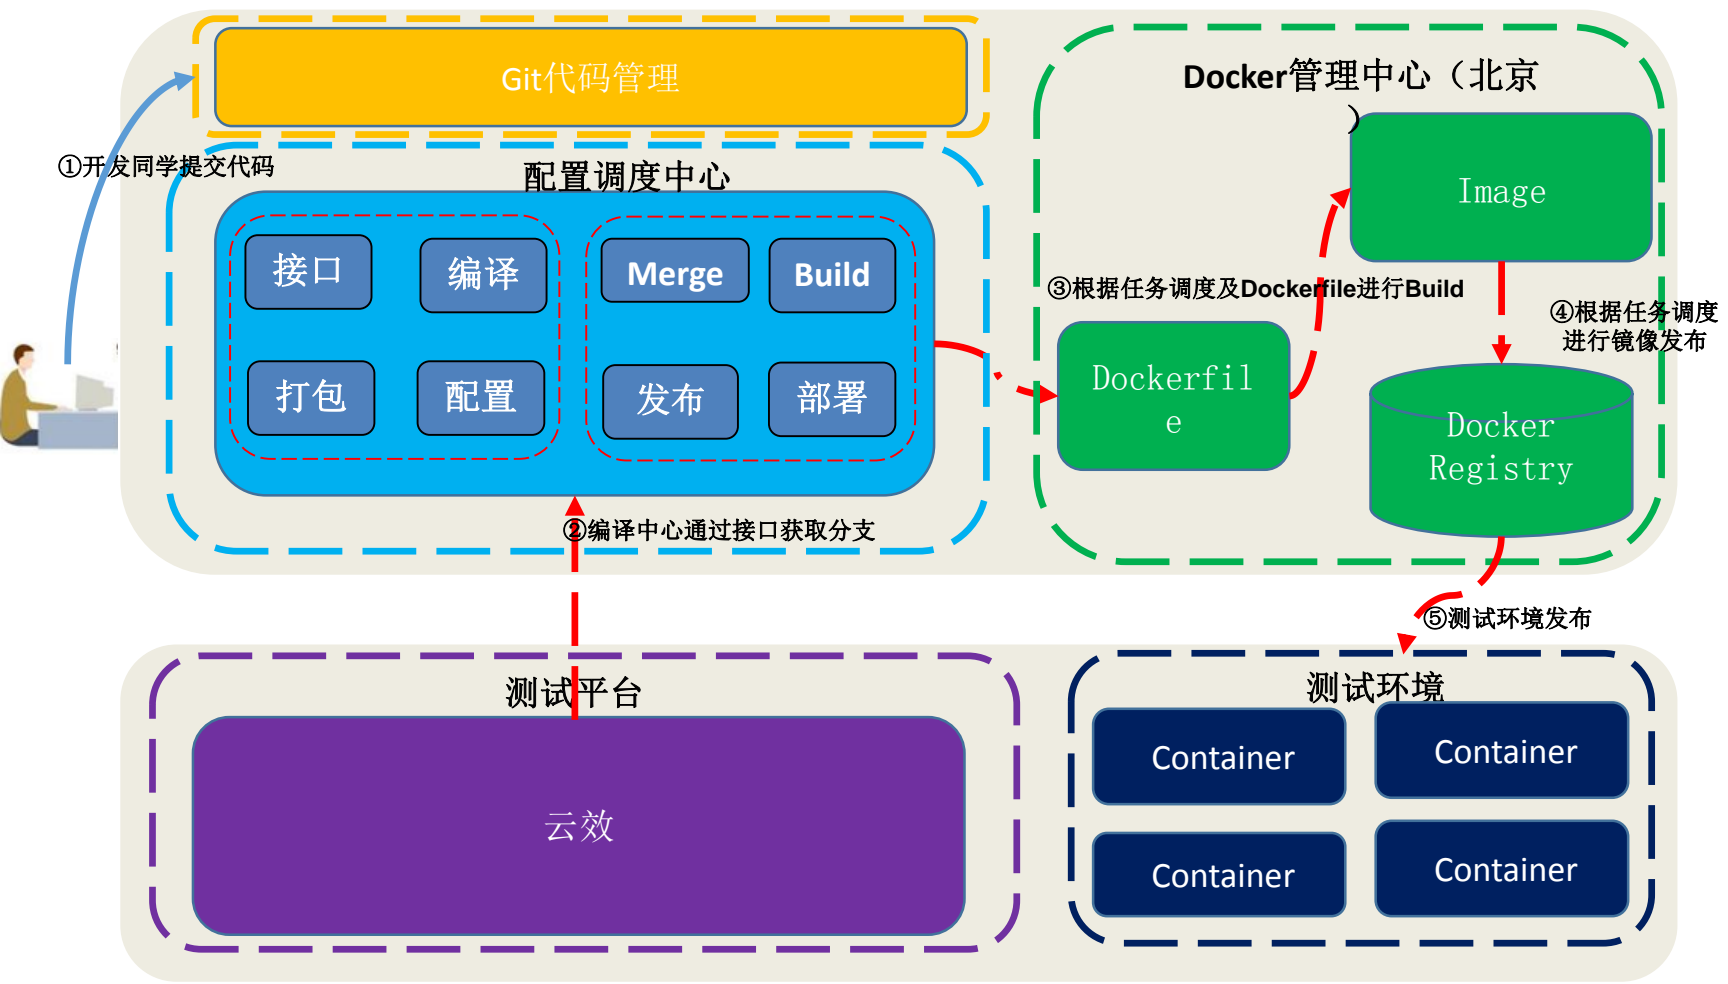 Git代码管理
①开发同学提交代码
配置调度中心
接口
编译
Merge
Build
打包
配置
发布
部署
②编译中心通过接口获取分支
Docker管理中心（北京
）
Image
③根据任务调度及Dockerfile进行Build
④根据任务调度
进行镜像发布
Dockerfil
e
Docker
Registry
⑤测试环境发布
测试平台
云效
测试环境
Container
Container
Container
Container